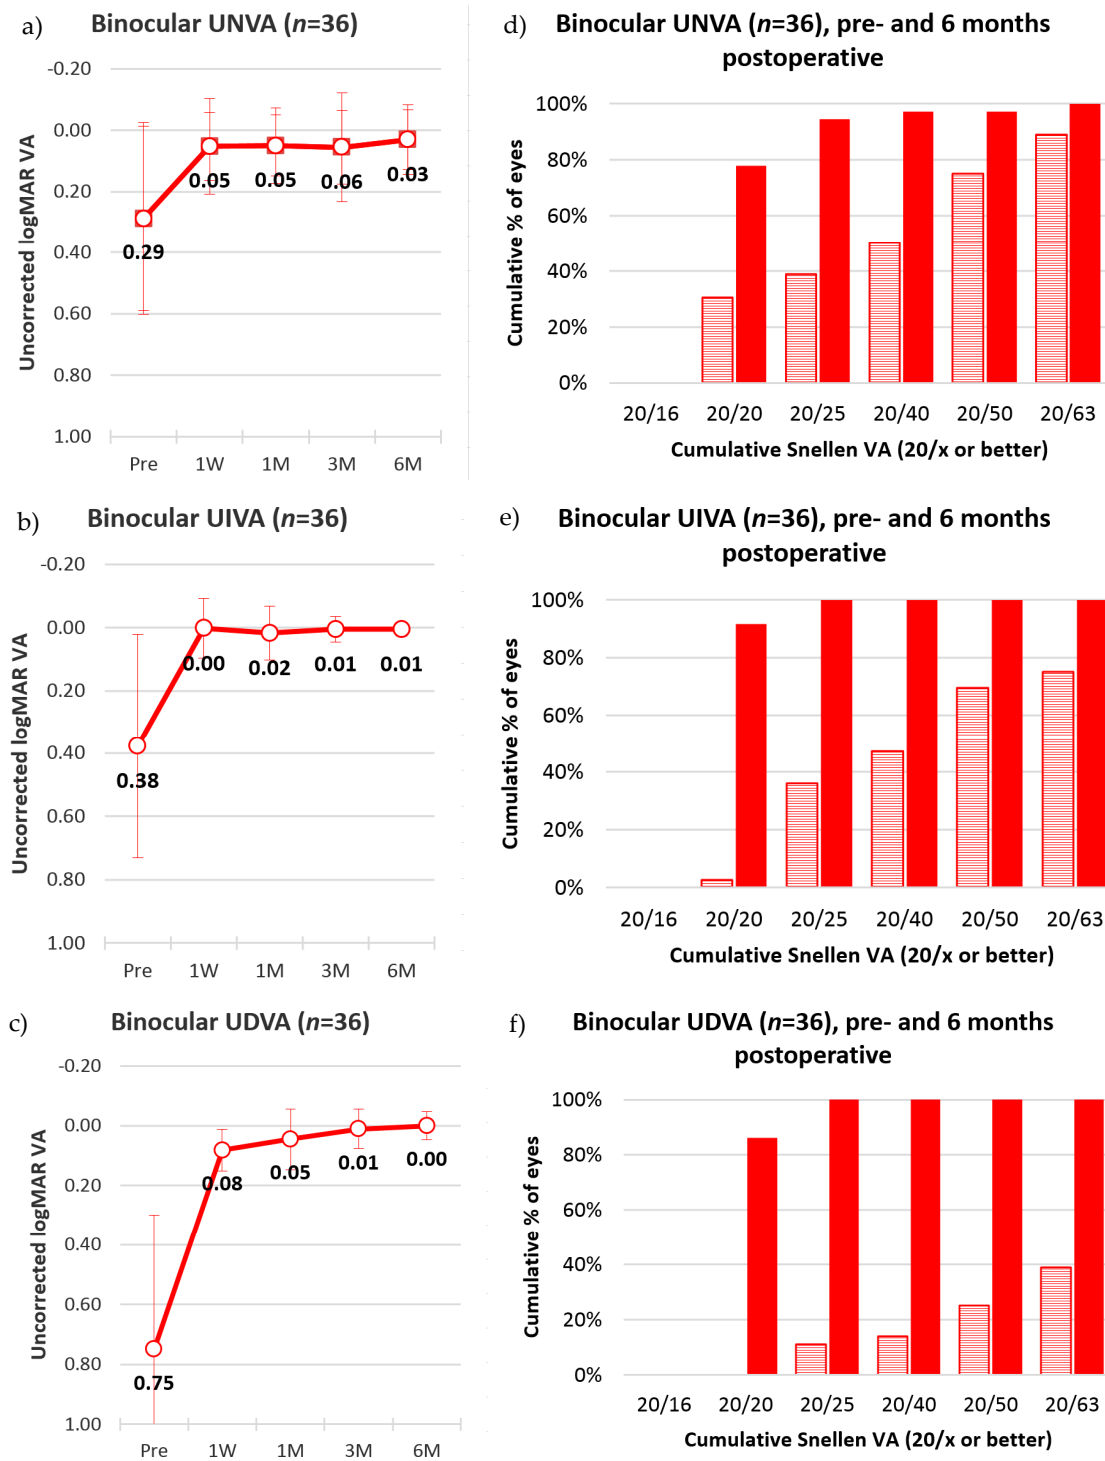 a)
Binocular UNVA (n=36)
Uncorrected logMAR VA
-0.20
0.00
0.20
0.40
0.60
0.80
1.00
0.29
0.05
0.05
0.06
0.03
Pre 1W 1M 3M 6M
d)
Binocular UNVA (n=36), pre- and 6 months
postoperative
Cumulative % of eyes
100%
80%
60%
40%
20%
0%
20/16 20/20 20/25 20/40 20/50 20/63
Cumulative Snellen VA (20/x or better)
b)
Binocular UIVA (n=36)
Uncorrected logMAR VA
-0.20
0.00
0.20
0.40
0.60
0.80
1.00
0.38
0.00
0.02
0.01
0.01
Pre 1W 1M 3M 6M
e)
Binocular UIVA (n=36), pre- and 6 months
postoperative
Cumulative % of eyes
100%
80%
60%
40%
20%
0%
20/16 20/20 20/25 20/40 20/50 20/63
Cumulative Snellen VA (20/x or better)
c)
Binocular UDVA (n=36)
Uncorrected logMAR VA
-0.20
0.00
0.20
0.40
0.60
0.80
1.00
0.75
0.08
0.05
0.01
0.00
Pre 1W 1M 3M 6M
f)
Binocular UDVA (n=36), pre- and 6 months
postoperative
Cumulative % of eyes
100%
80%
60%
40%
20%
0%
20/16 20/20 20/25 20/40 20/50 20/63
Cumulative Snellen VA (20/x or better)